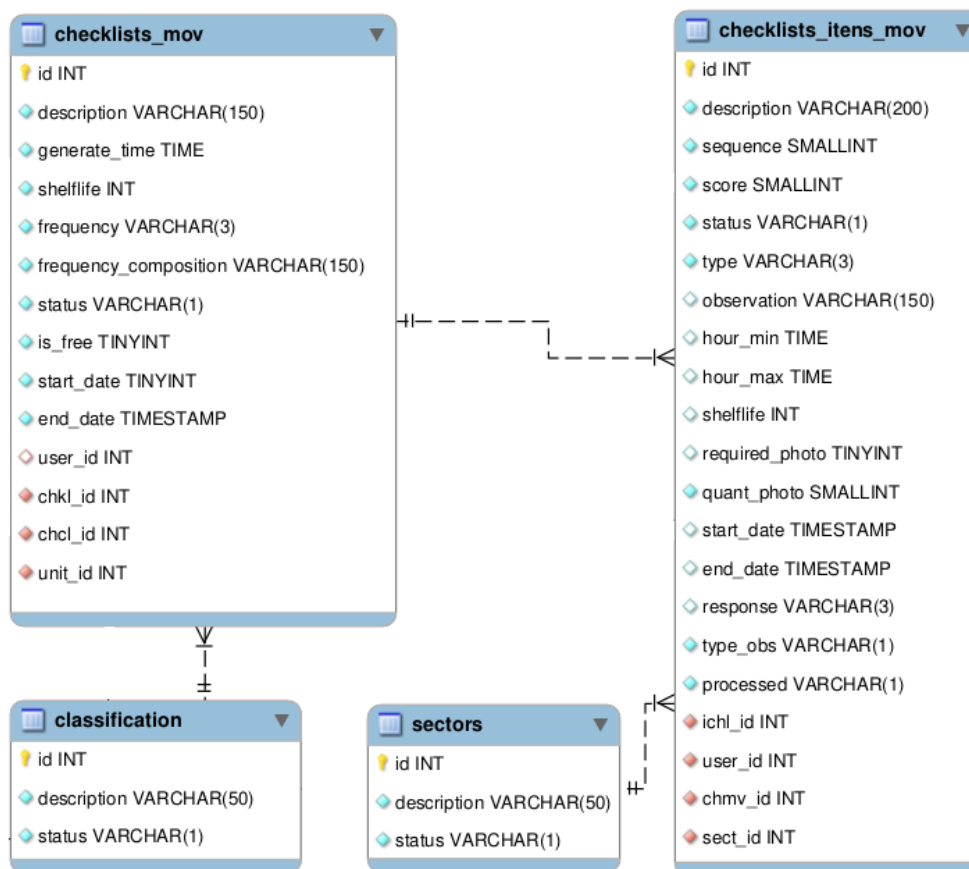 checklists_mov
id INT
description VARCHAR(150)
generate_time TIME
shelflife INT
frequency VARCHAR(3)
frequency_composition VARCHAR(150)
status VARCHAR(1)
is_free TINYINT
start_date TINYINT
end_date TIMESTAMP
user_id INT
chkl_id INT
chcl_id INT
unit_id INT
checklists_itens_mov
id INT
description VARCHAR(200)
sequence SMALLINT
score SMALLINT
status VARCHAR(1)
type VARCHAR(3)
observation VARCHAR(150)
hour_min TIME
hour_max TIME
shelflife INT
required_photo TINYINT
quant_photo SMALLINT
start_date TIMESTAMP
end_date TIMESTAMP
response VARCHAR(3)
type_obs VARCHAR(1)
processed VARCHAR(1)
ichl_id INT
user_id INT
chmv_id INT
sect_id INT
classification
id INT
description VARCHAR(50)
status VARCHAR(1)
sectors
id INT
description VARCHAR(50)
status VARCHAR(1)